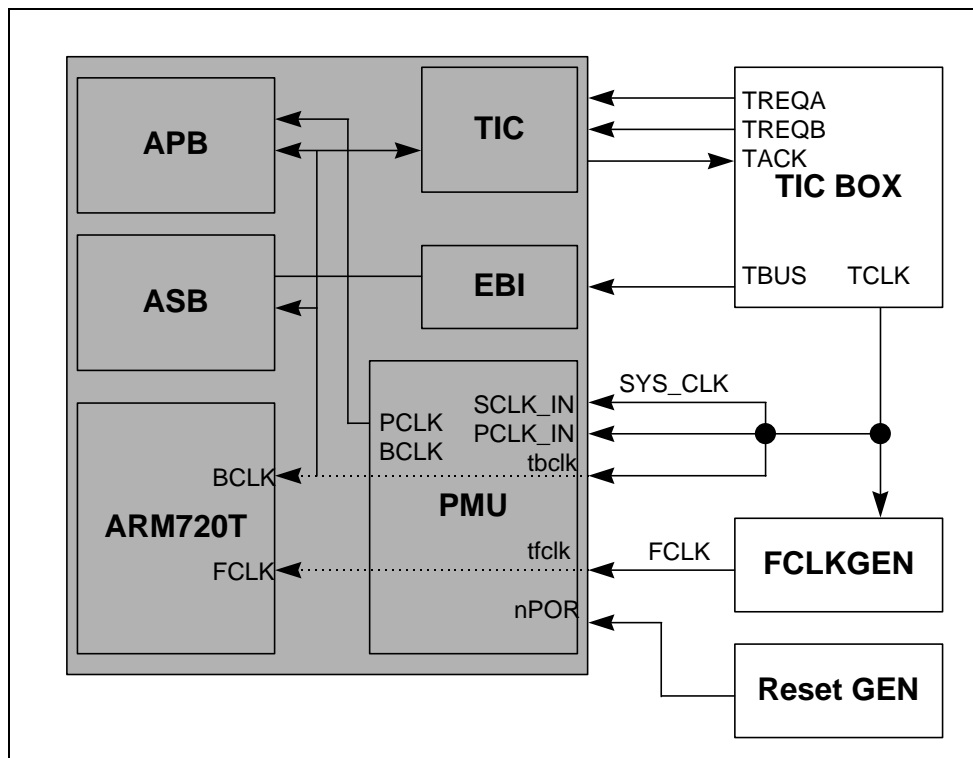 APB
TIC
TREQA
TREQB
TACK
TIC BOX
ASB
EBI
TBUS
TCLK
SYS_CLK
SCLK_IN
PCLK_IN
PCLK
BCLK
tbclk
BCLK
ARM720T
PMU
tfclk
FCLK
FCLK
FCLKGEN
nPOR
Reset GEN